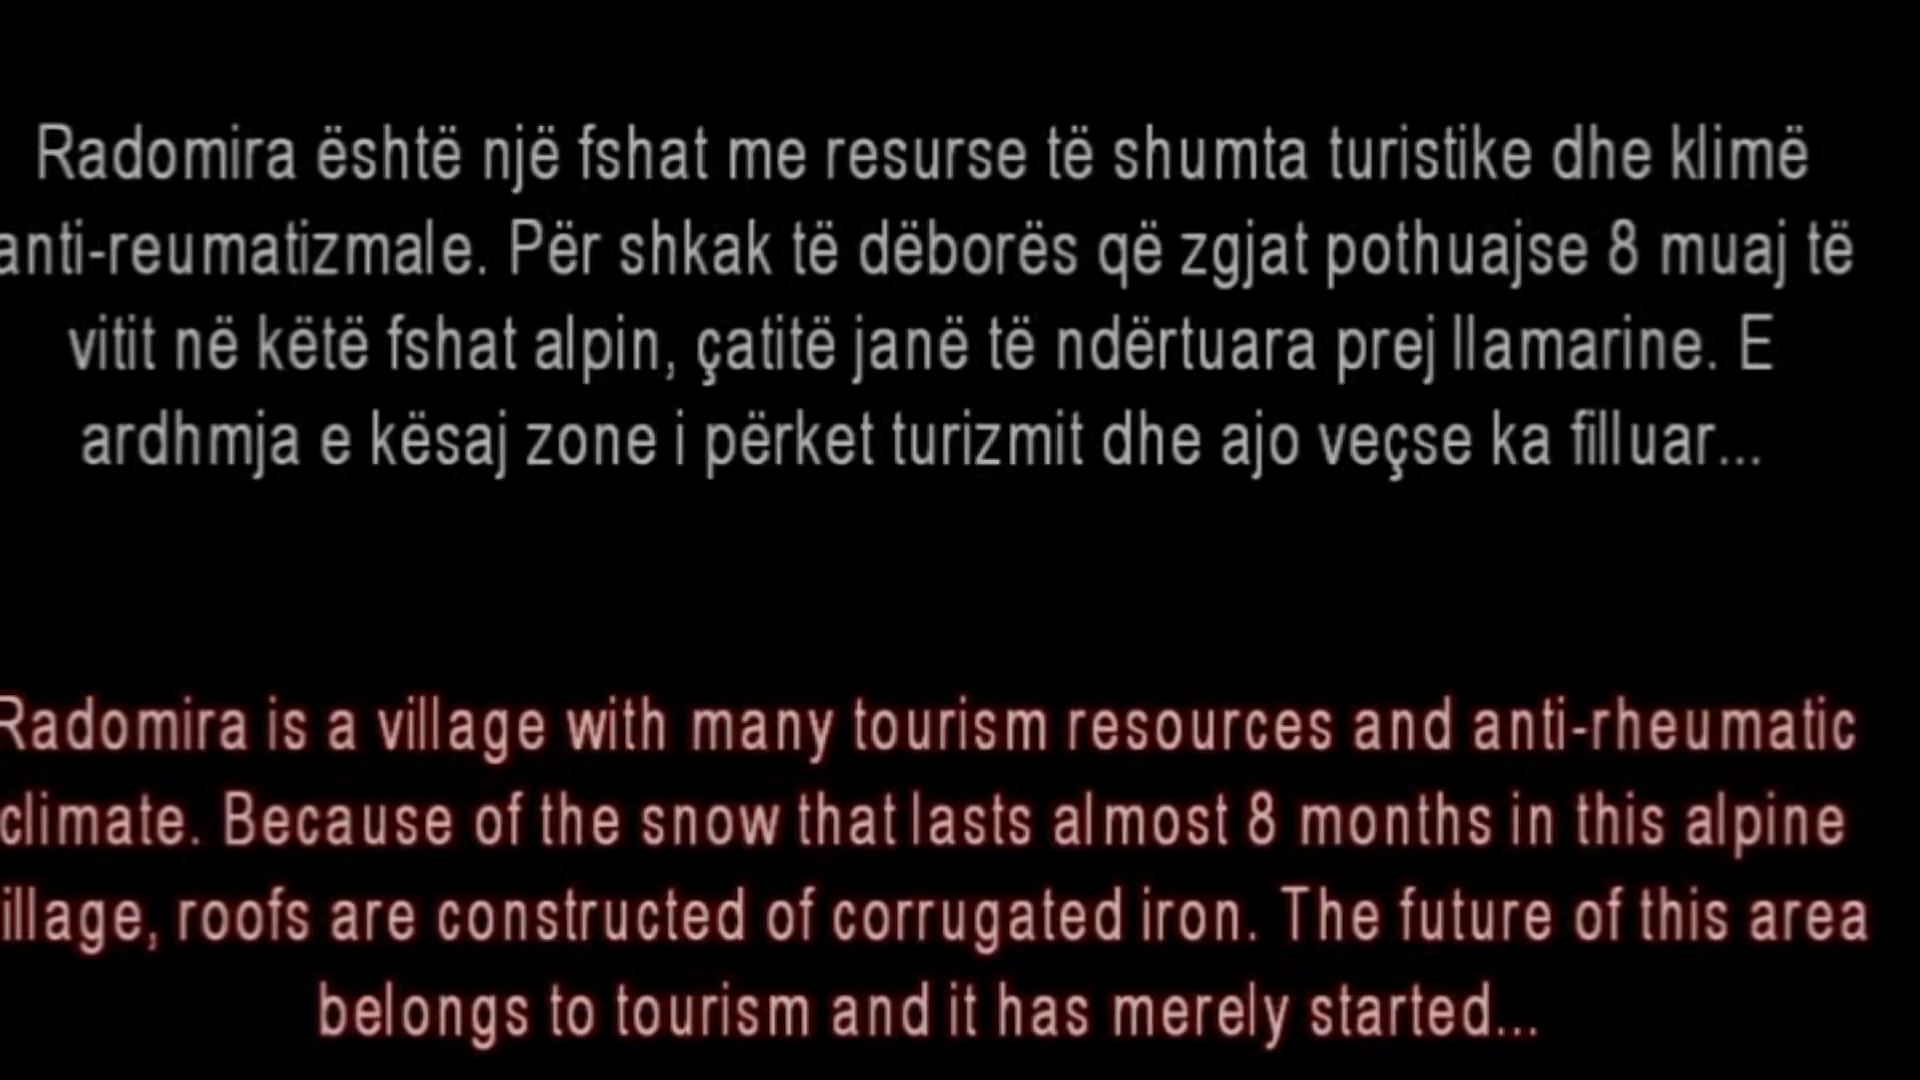 Radomira është një fshat me resurse të shumta turistike dhe klimë
anti-reumatizmale. Për shkak të dëborës që zgjat pothuajse 8 muaj të
vitit në këtë fshat alpin, çatitë janë të ndërtuara prej llamarine. E
ardhmja e kësaj zone i përket turizmit dhe ajo veçse ka filluar...
Radomira is a village with many tourism resources and anti-rheumatic
climate. Because of the snow that lasts almost 8 months in this alpine
illage, roofs are constructed of corrugated iron. The future of this area
belongs to tourism and it has merely started...